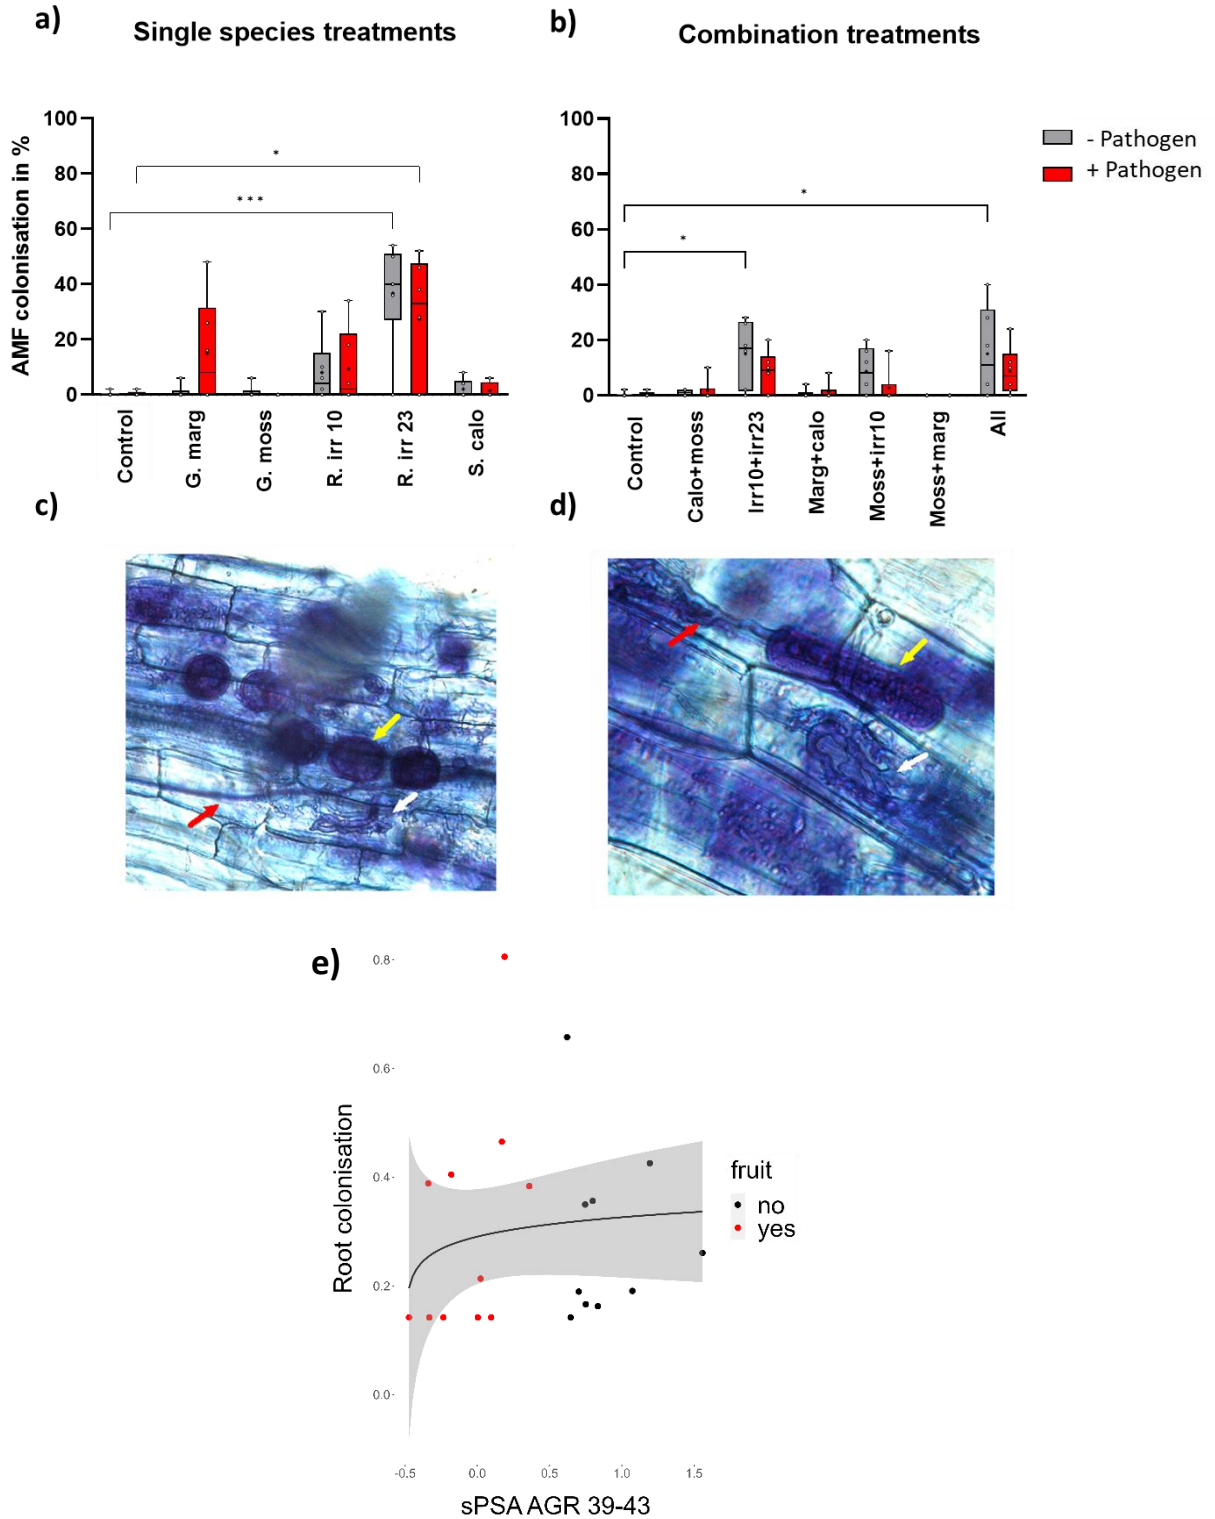 a)
Single species treatments
AMF colonisation in %
100
80
60
40
20
0
*
***
Control
G. marg
G. moss
R. irr 10
R. irr 23
S. calo
b)
Combination treatments
100
80
60
40
20
0
*
*
Control
Calo+moss
Irr10+irr23
Marg+calo
Moss+irr10
Moss+marg
All
- Pathogen
+ Pathogen
c)
d)
e)
Root colonisation
0.8
0.6
0.4
0.2
0.0
-0.5
0.0
0.5
1.0
1.5
sPSA AGR 39-43
fruit
no
yes